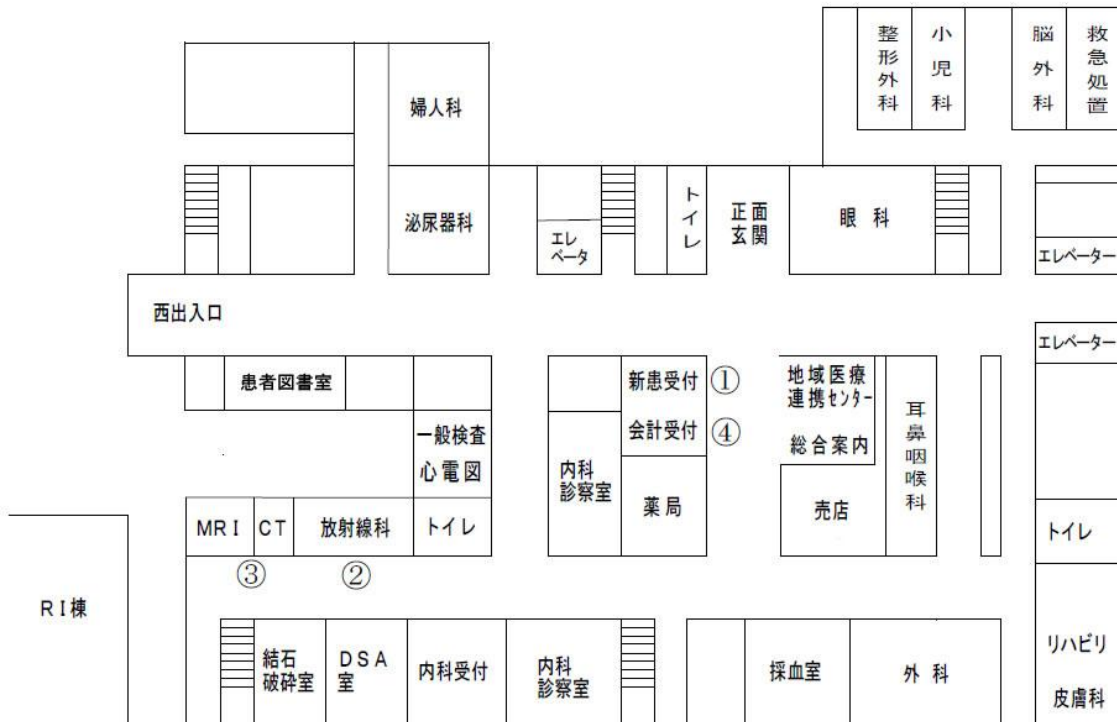 整形外科
小児科
脳外科
救急処置
婦人科
泌尿器科
エレ
ベータ
トイレ
正面
玄関
眼 科
エレベーター
西出入口
エレベーター
患者図書室
新患受付 ①
地域医療
連携センター
会計受付 ④
総合案内
耳鼻咽喉科
一般検査
心電図
内科
診察室
薬局
売店
MRI
CT
放射線科
トイレ
トイレ
③
②
RI棟
結石
破砕室
DSA
室
内科受付
内科
診察室
採血室
外 科
リハビリ
皮膚科